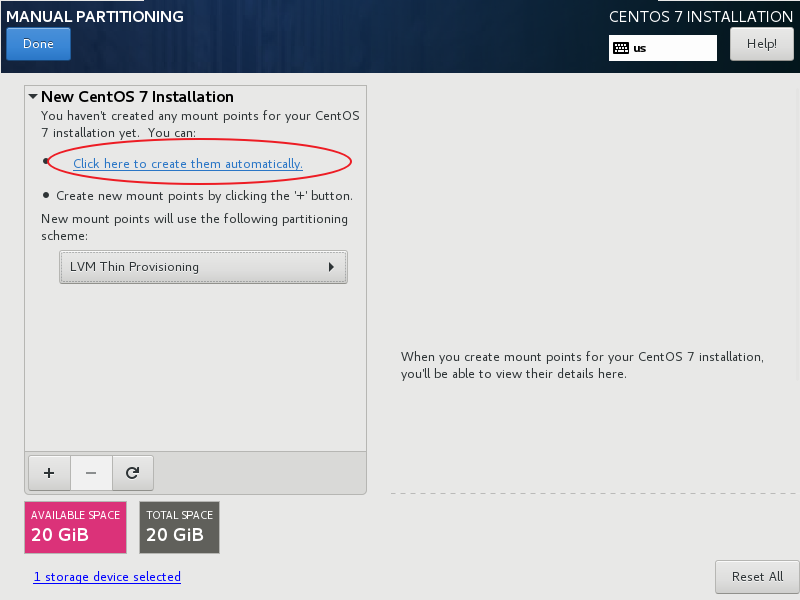 MANUAL PARTITIONING
CENTOS 7 INSTALLATION
Done
us
Help!
New CentOS 7 Installation
You haven't created any mount points for your CentOS
7 installation yet.  You can:
Click here to create them automatically.
Create new mount points by clicking the '+' button.
New mount points will use the following partitioning
scheme:
LVM Thin Provisioning
When you create mount points for your CentOS 7 installation,
you'll be able to view their details here.
+ −
AVAILABLE SPACE
20 GiB
TOTAL SPACE
20 GiB
1 storage device selected
Reset All